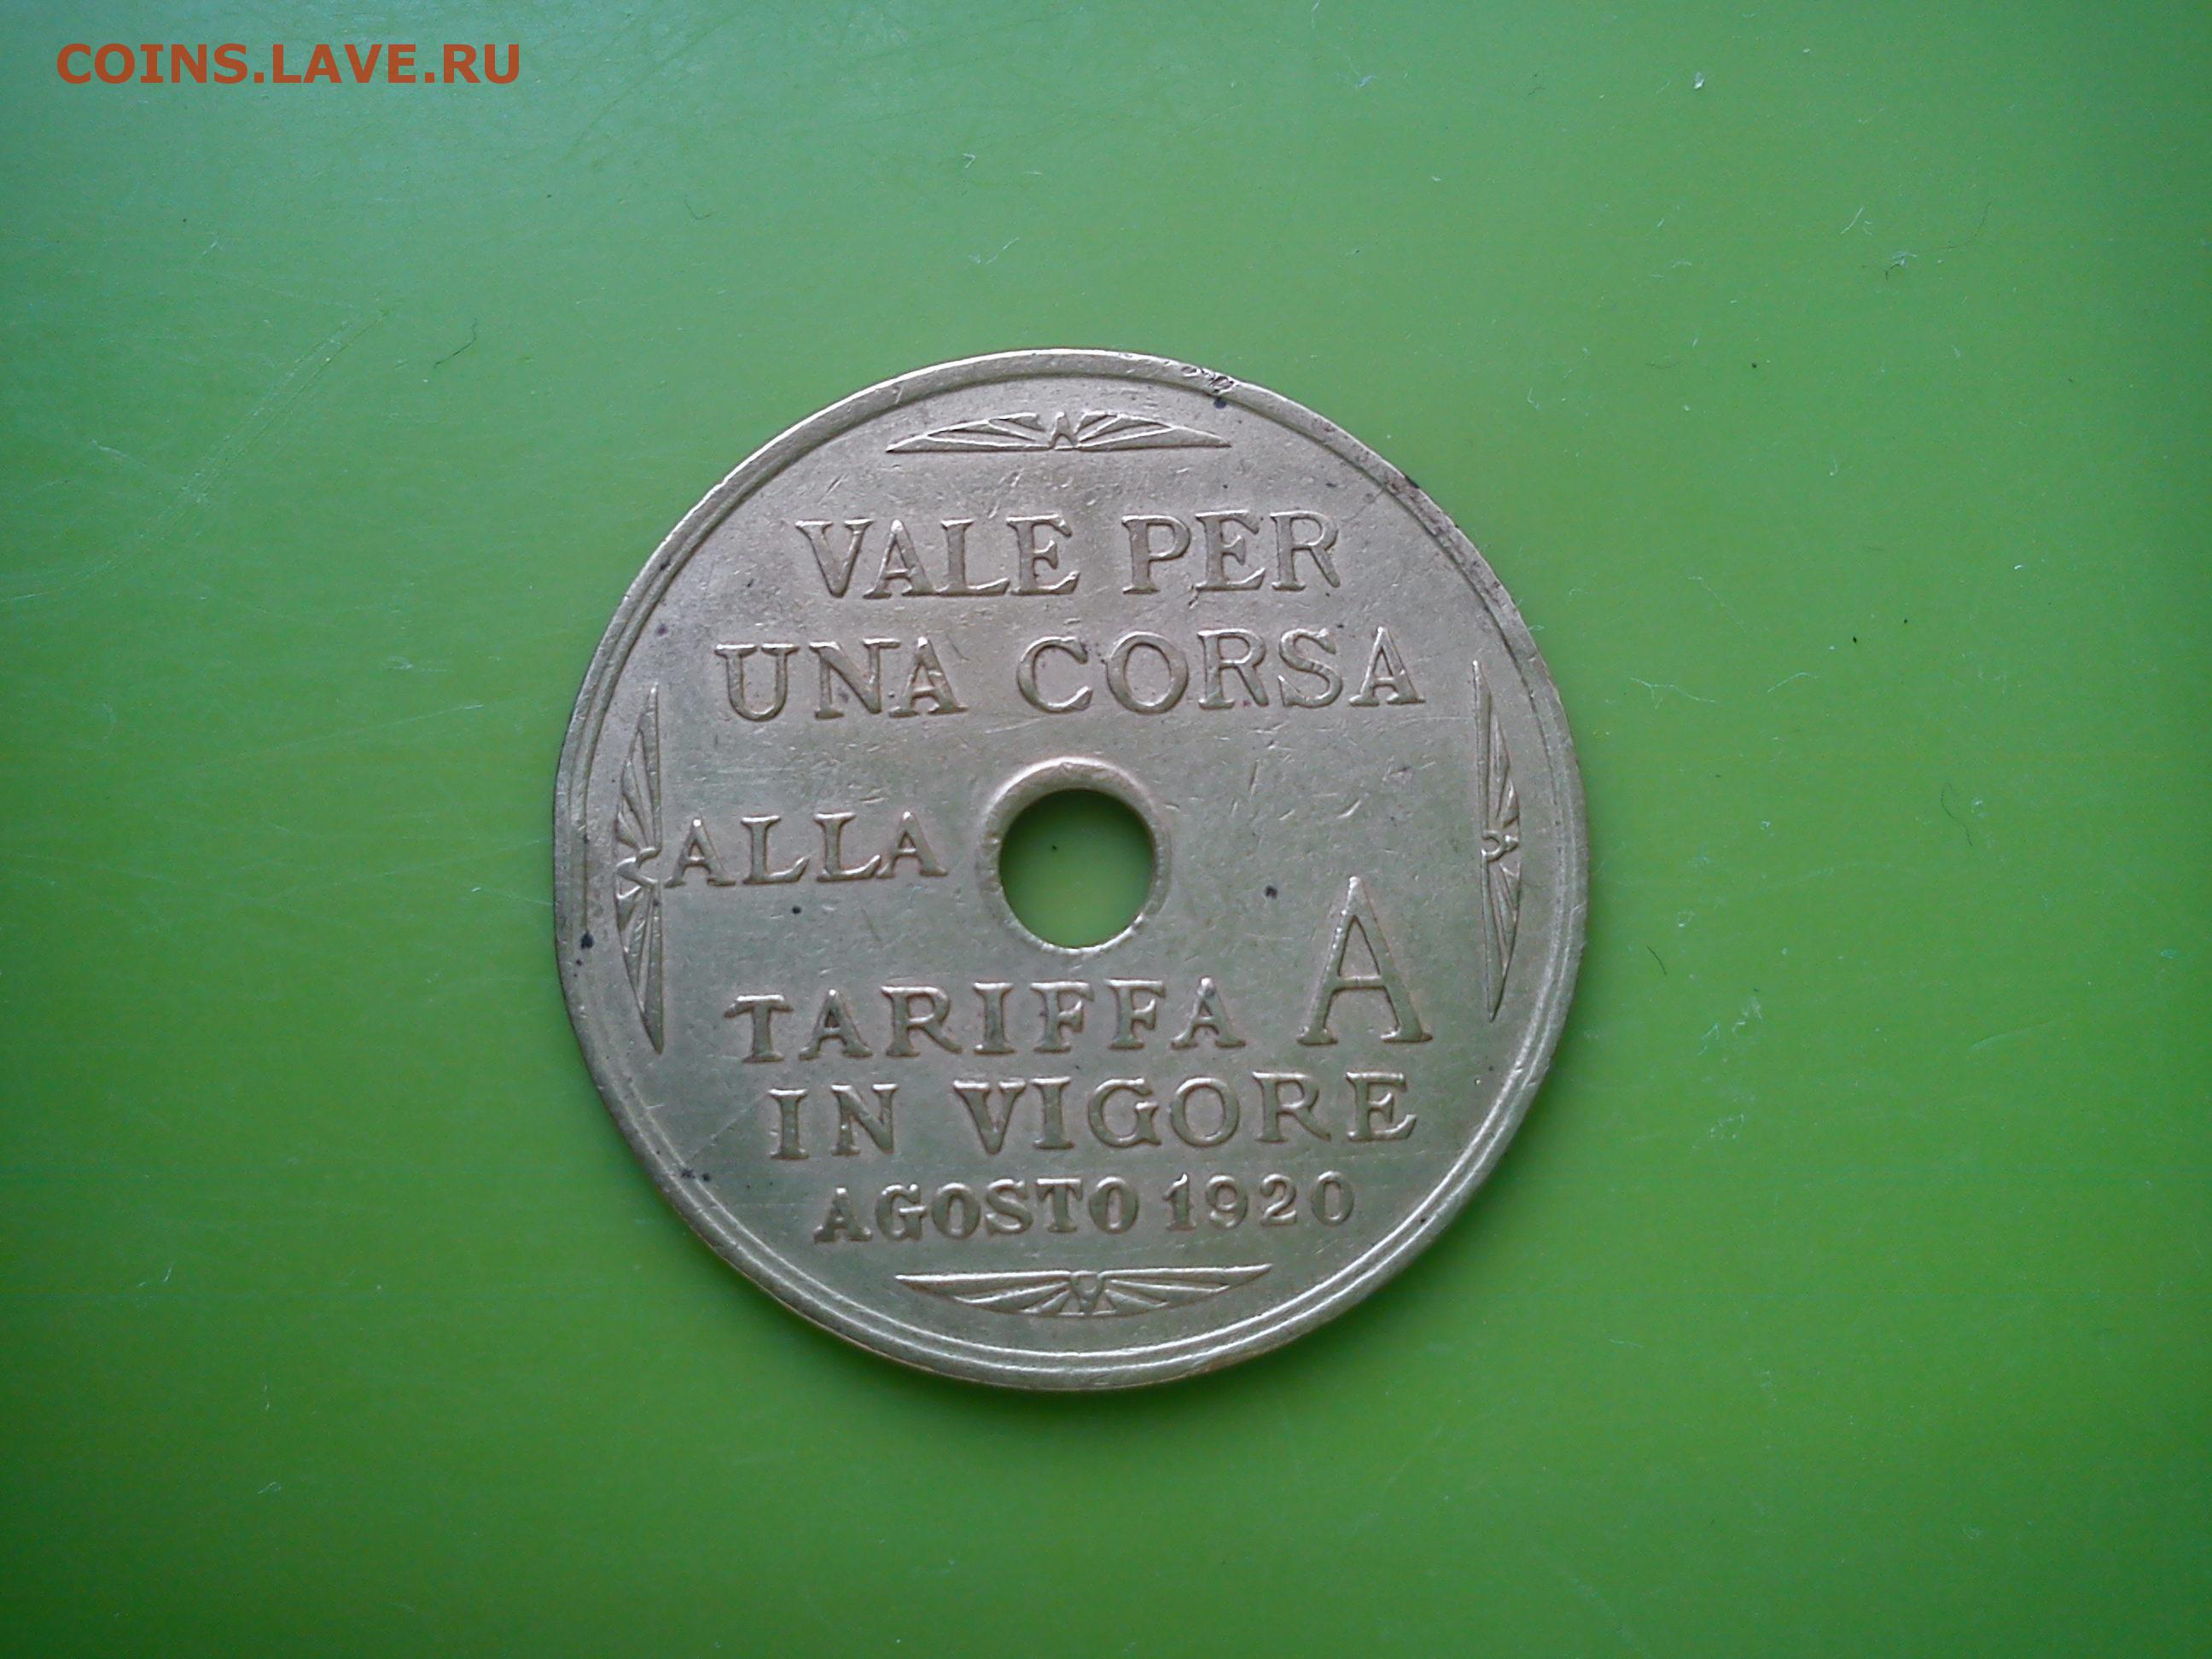 COINS.LAVE.RU
VALE PER
UNA CORSA
ALLA
TARIFFA A
IN VIGORE
AGOSTO 1920